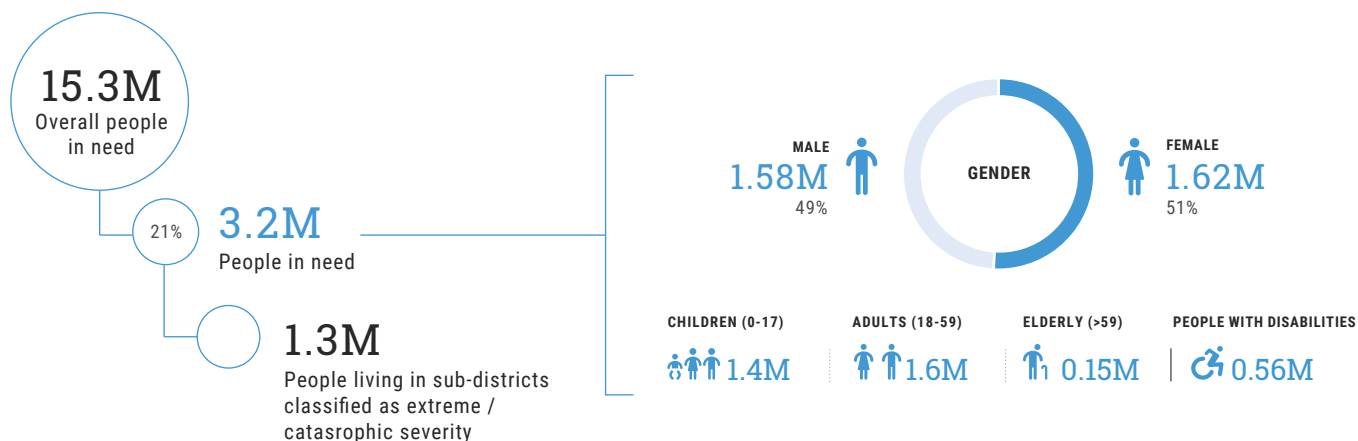 15.3M
Overall people
in need
21%
3.2M
People in need
1.3M
People living in sub-districts
classified as extreme /
catasrophic severity
MALE
1.58M
49%
GENDER
FEMALE
1.62M
51%
CHILDREN (0-17)
1.4M
ADULTS (18-59)
1.6M
ELDERLY (>59)
0.15M
PEOPLE WITH DISABILITIES
0.56M